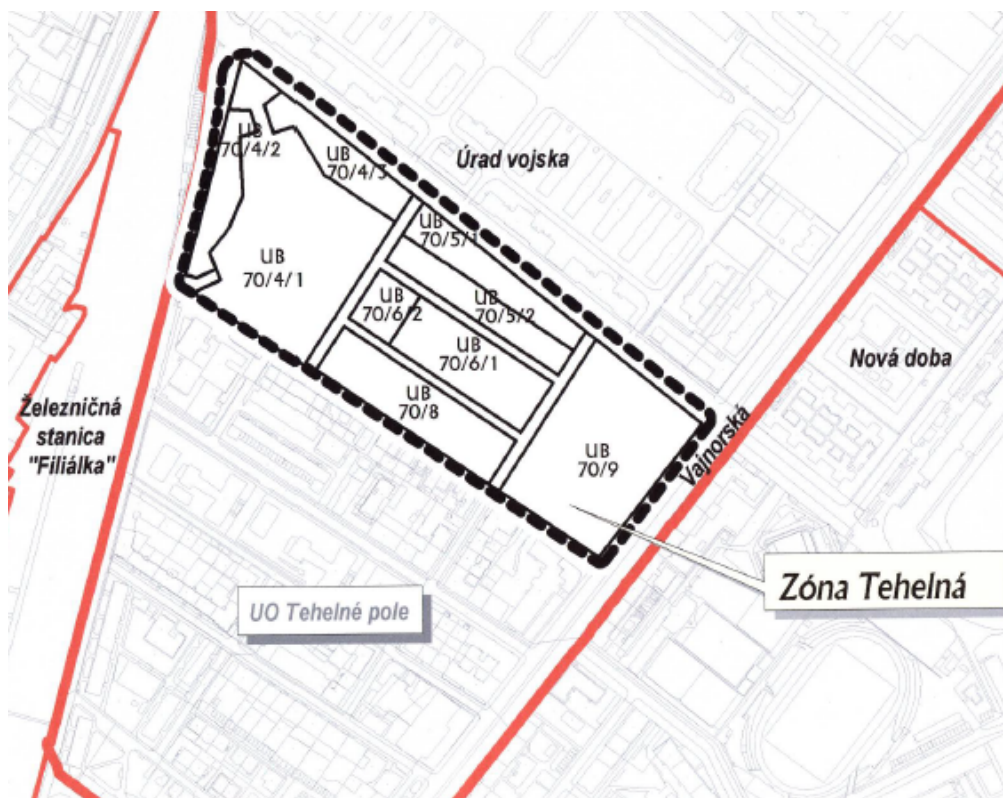 UB
70/4/2
UB
70/4/3
Úrad vojska
UB
70/5/1
UB
70/4/1
UB
70/6/2
UB
70/5/2
UB
70/6/1
Nová doba
UB
70/8
Železničná
stanica
"Filiálka"
Vajnorská
UB
70/9
Zóna Tehelná
UO Tehelné pole